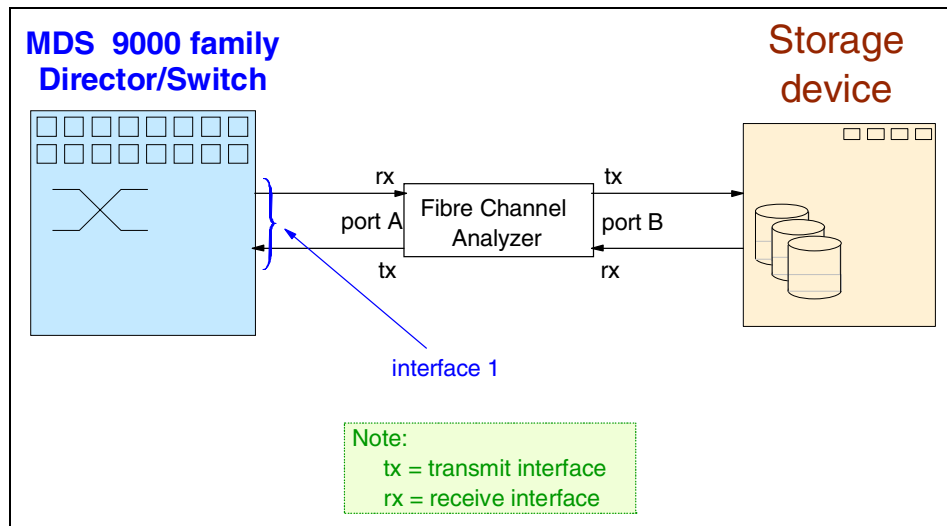 MDS 9000 family
Director/Switch
Storage
device
rx
tx
port A
Fibre Channel
Analyzer
port B
tx
rx
interface 1
Note:
tx = transmit interface
rx = receive interface